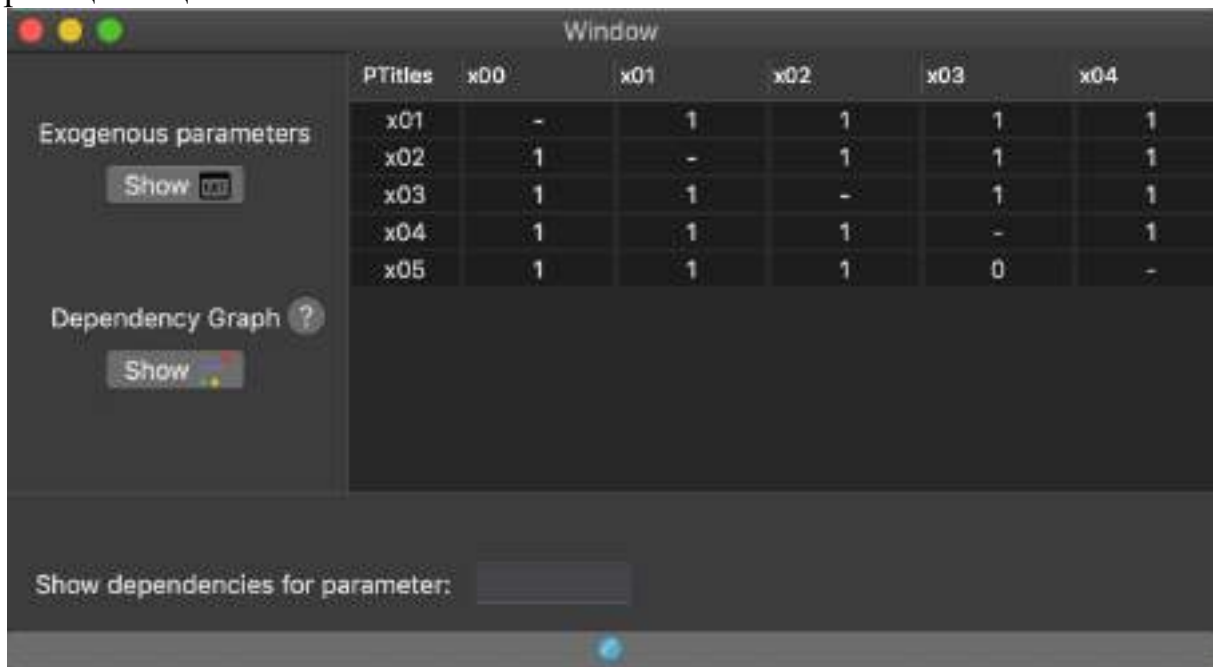 Window
PTitles x00 x01 x02 x03 x04
x01 - 1 1 1 1
x02 1 - 1 1 1
x03 1 1 - 1 1
x04 1 1 1 - 1
x05 1 1 1 0 -
Exogenous parameters
Show
Dependency Graph ?
Show
Show dependencies for parameter: